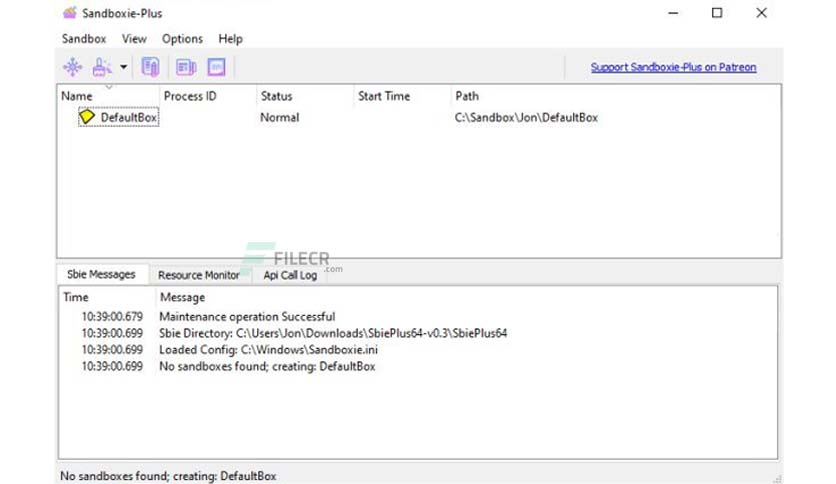 Sandboxie-Plus
Sandbox View Options Help
Support Sandboxie-Plus on Patreon
Name Process ID Status Start Time Path
DefaultBox Normal C:\Sandbox\Jon\DefaultBox
FILECR
.com
Sbie Messages Resource Monitor Api Call Log
Time Message
10:39:00.679 Maintenance operation Successful
10:39:00.699 Sbie Directory: C:\Users\Jon\Downloads\SbiePlus64-v0.3\SbiePlus64
10:39:00.699 Loaded Config: C:\Windows\Sandboxie.ini
10:39:00.699 No sandboxes found; creating: DefaultBox
No sandboxes found; creating: DefaultBox